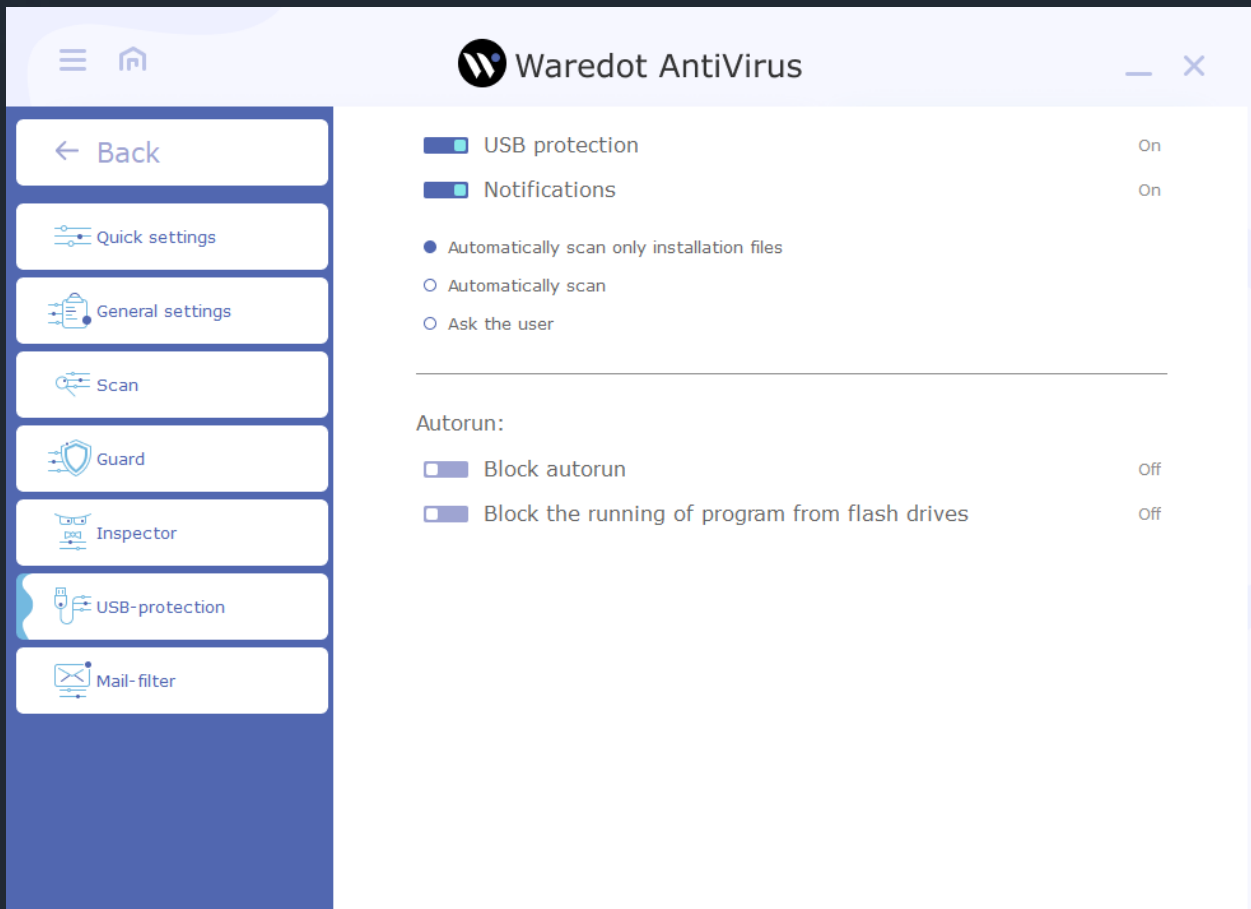 Waredot AntiVirus
Back
Quick settings
General settings
Scan
Guard
Inspector
USB-protection
Mail-filter
USB protection On
Notifications On
Automatically scan only installation files
Automatically scan
Ask the user
Autorun:
Block autorun Off
Block the running of program from flash drives Off